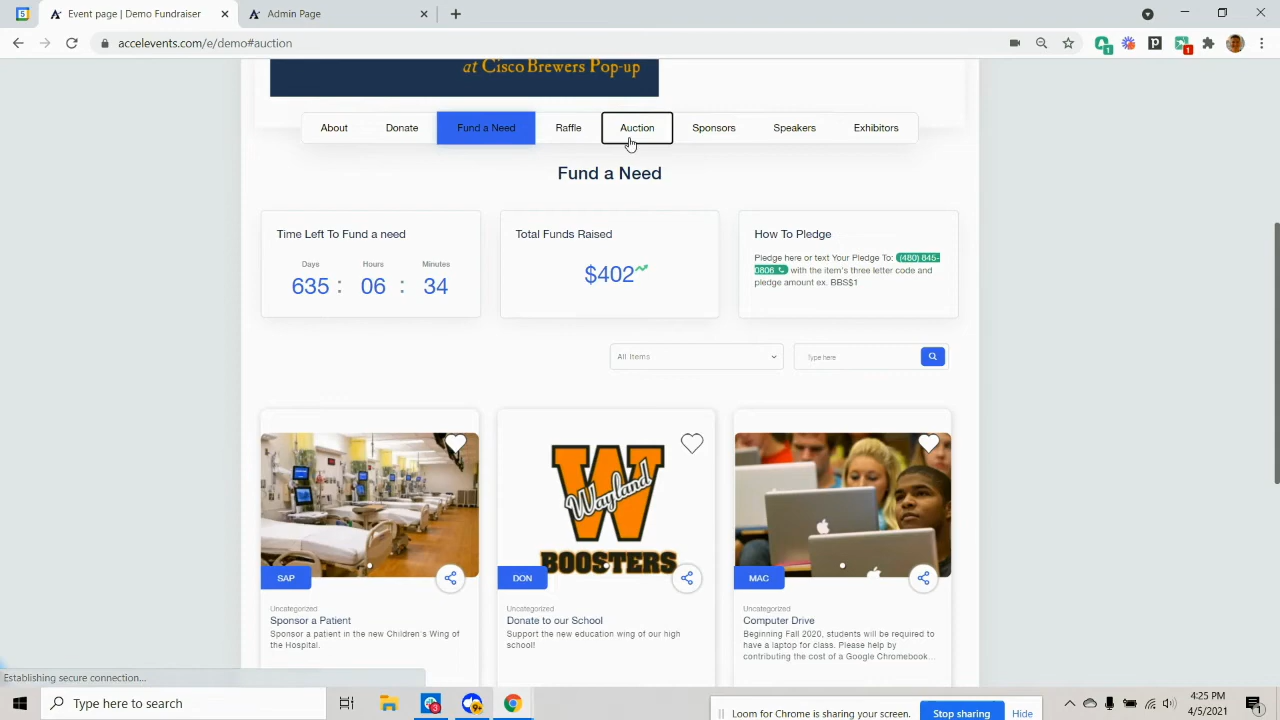 Event page | Demo Fundraiser
Admin Page
accelevents.com/e/demo#auction
at Cisco Brewers Pop-up
About
Donate
Fund a Need
Raffle
Auction
Sponsors
Speakers
Exhibitors
Fund a Need
Time Left To Fund a need
Days
Hours
Minutes
635 : 06 : 34
Total Funds Raised
$402
How To Pledge
Pledge here or text Your Pledge To: (480) 845-
0806 with the item's three letter code and
pledge amount ex. BBS$1
All Items
Type here
SAP
Uncategorized
Sponsor a Patient
Sponsor a patient in the new Children's Wing of
the Hospital.
W
Wayland
BOOSTERS
DON
Uncategorized
Donate to our School
Support the new education wing of our high
school!
MAC
Uncategorized
Computer Drive
Beginning Fall 2020, students will be required to
have a laptop for class. Please help by
contributing the cost of a Google Chromebook...
Establishing secure connection...
Type here to search
Loom for Chrome is sharing your screen.
Stop sharing
Hide
4:25 PM
4/5/2021